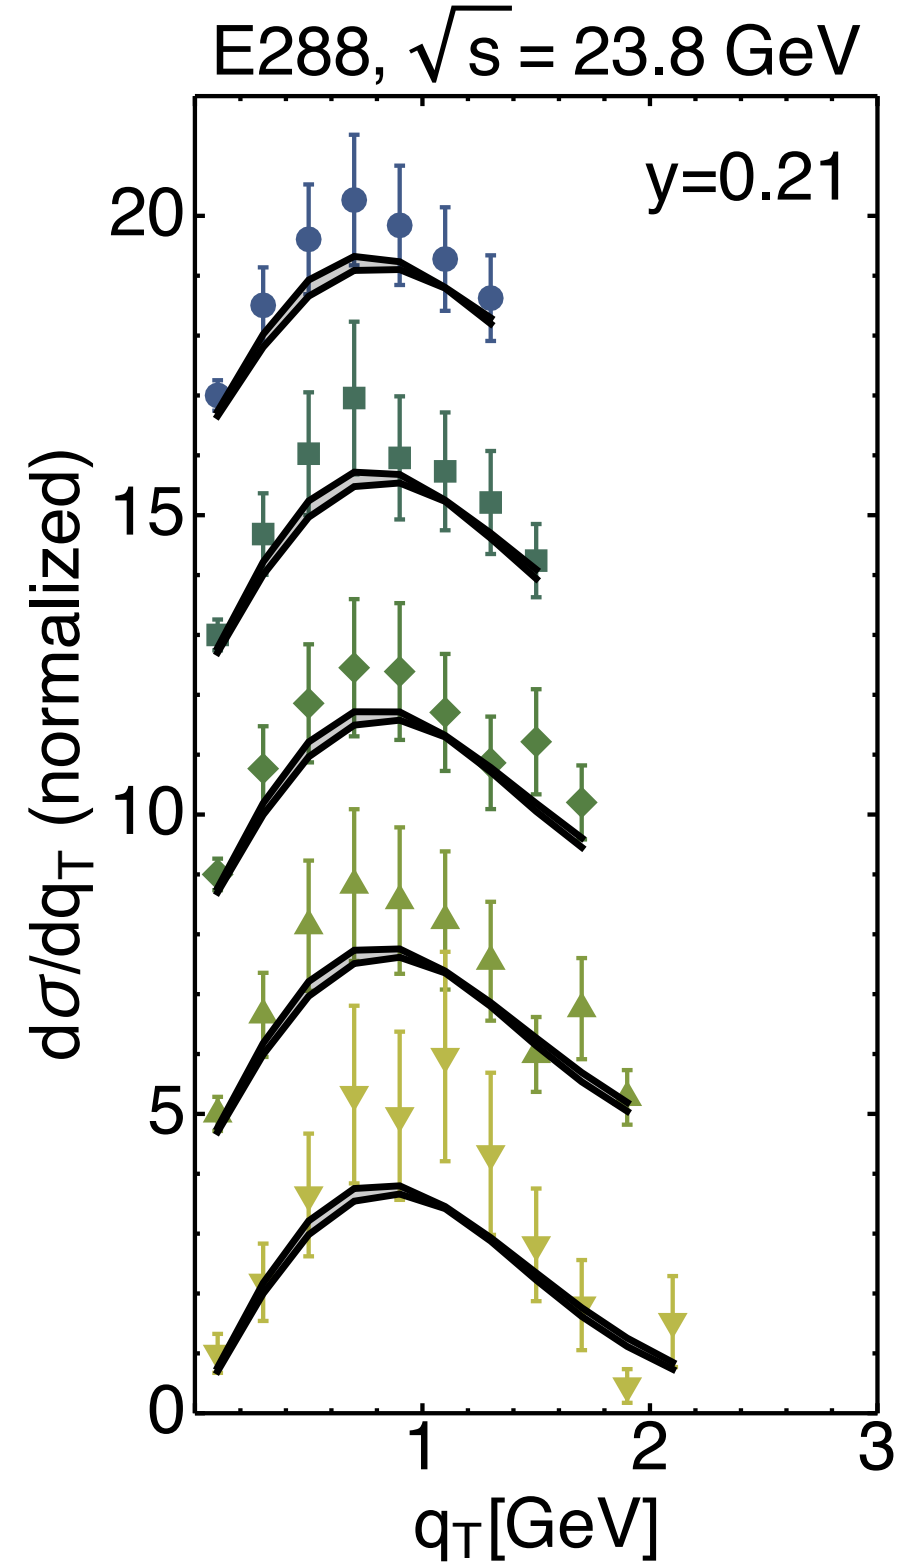 E288, √s = 23.8 GeV
y=0.21
20
15
10
5
0
1 2 3
dσ/dqT (normalized)
qT[GeV]